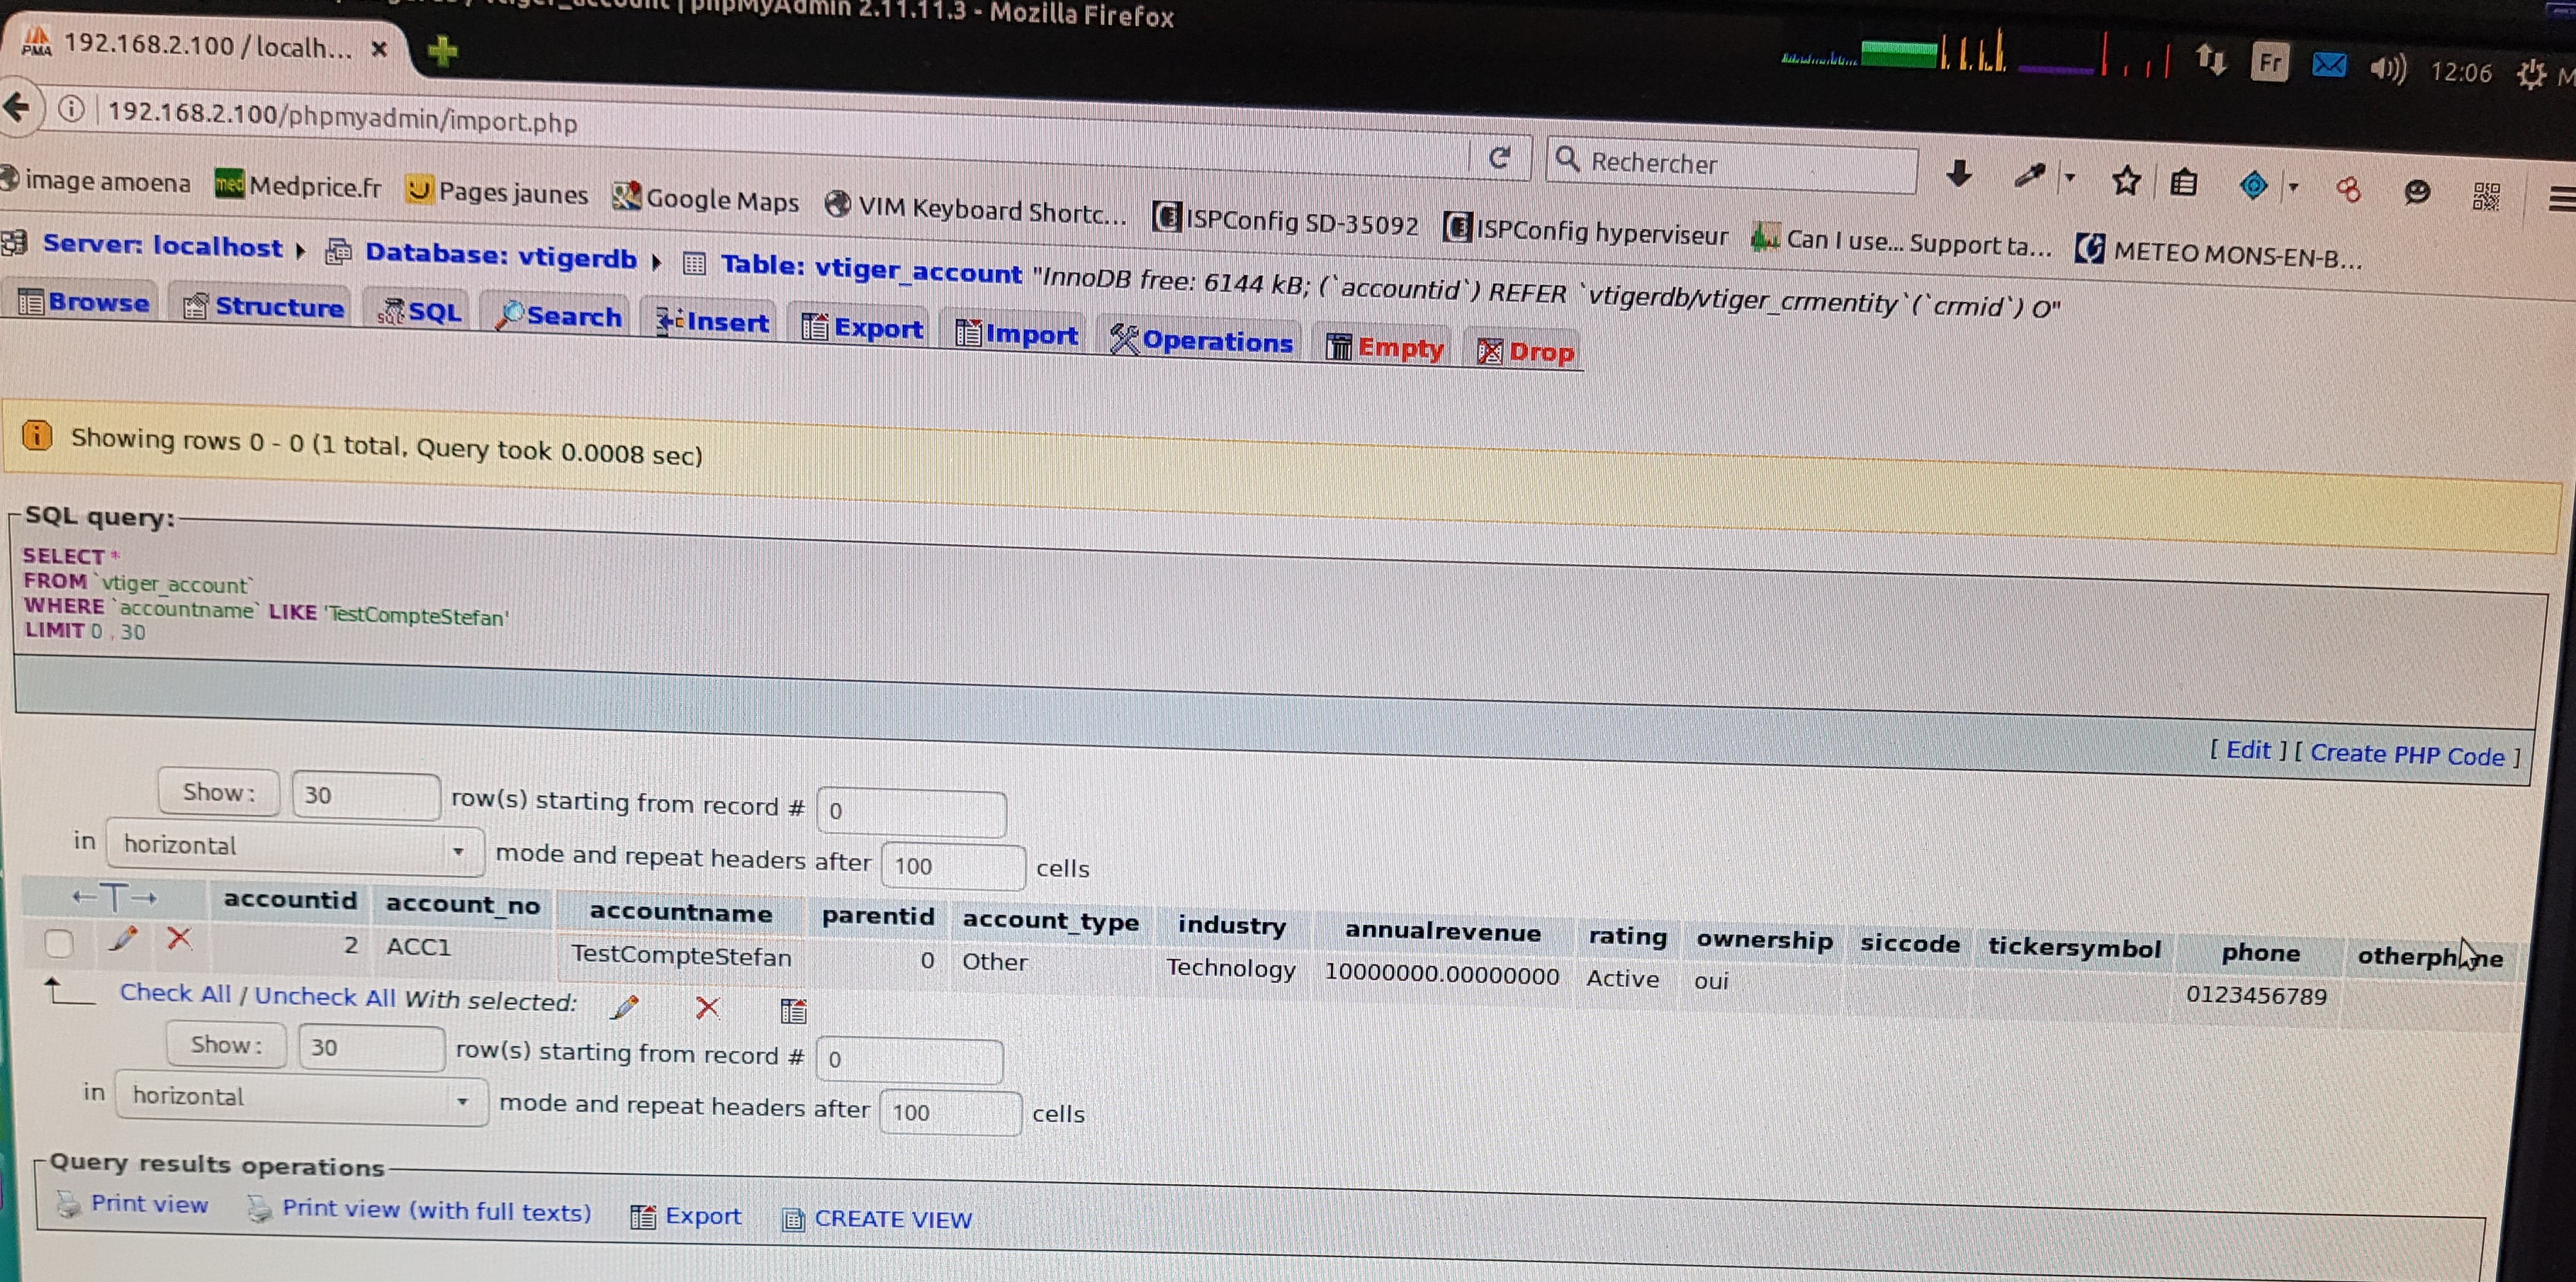 vtiger_account | phpMyAdmin 2.11.11.3 - Mozilla Firefox
PMA 192.168.2.100 / localh...
Fr 12:06
192.168.2.100/phpmyadmin/import.php
Rechercher
image amoena med Medprice.fr Pages jaunes Google Maps VIM Keyboard Shortc... ISPConfig SD-35092 ISPConfig hyperviseur Can I use... Support ta... METEO MONS-EN-B...
Server: localhost Database: vtigerdb Table: vtiger_account "InnoDB free: 6144 kB; (`accountid`) REFER `vtigerdb/vtiger_crmentity`(`crmid`) O"
Browse Structure SQL Search Insert Export Import Operations Empty Drop
Showing rows 0 - 0 (1 total, Query took 0.0008 sec)
SQL query:
SELECT *
FROM `vtiger_account`
WHERE `accountname` LIKE 'TestCompteStefan'
LIMIT 0 , 30
[ Edit ] [ Create PHP Code ]
Show : 30 row(s) starting from record # 0
in horizontal mode and repeat headers after 100 cells
←T→ accountid account_no accountname parentid account_type industry annualrevenue rating ownership siccode tickersymbol phone otherphone
2 ACC1 TestCompteStefan 0 Other Technology 10000000.00000000 Active oui 0123456789
Check All / Uncheck All With selected:
Show : 30 row(s) starting from record # 0
in horizontal mode and repeat headers after 100 cells
Query results operations
Print view Print view (with full texts) Export CREATE VIEW